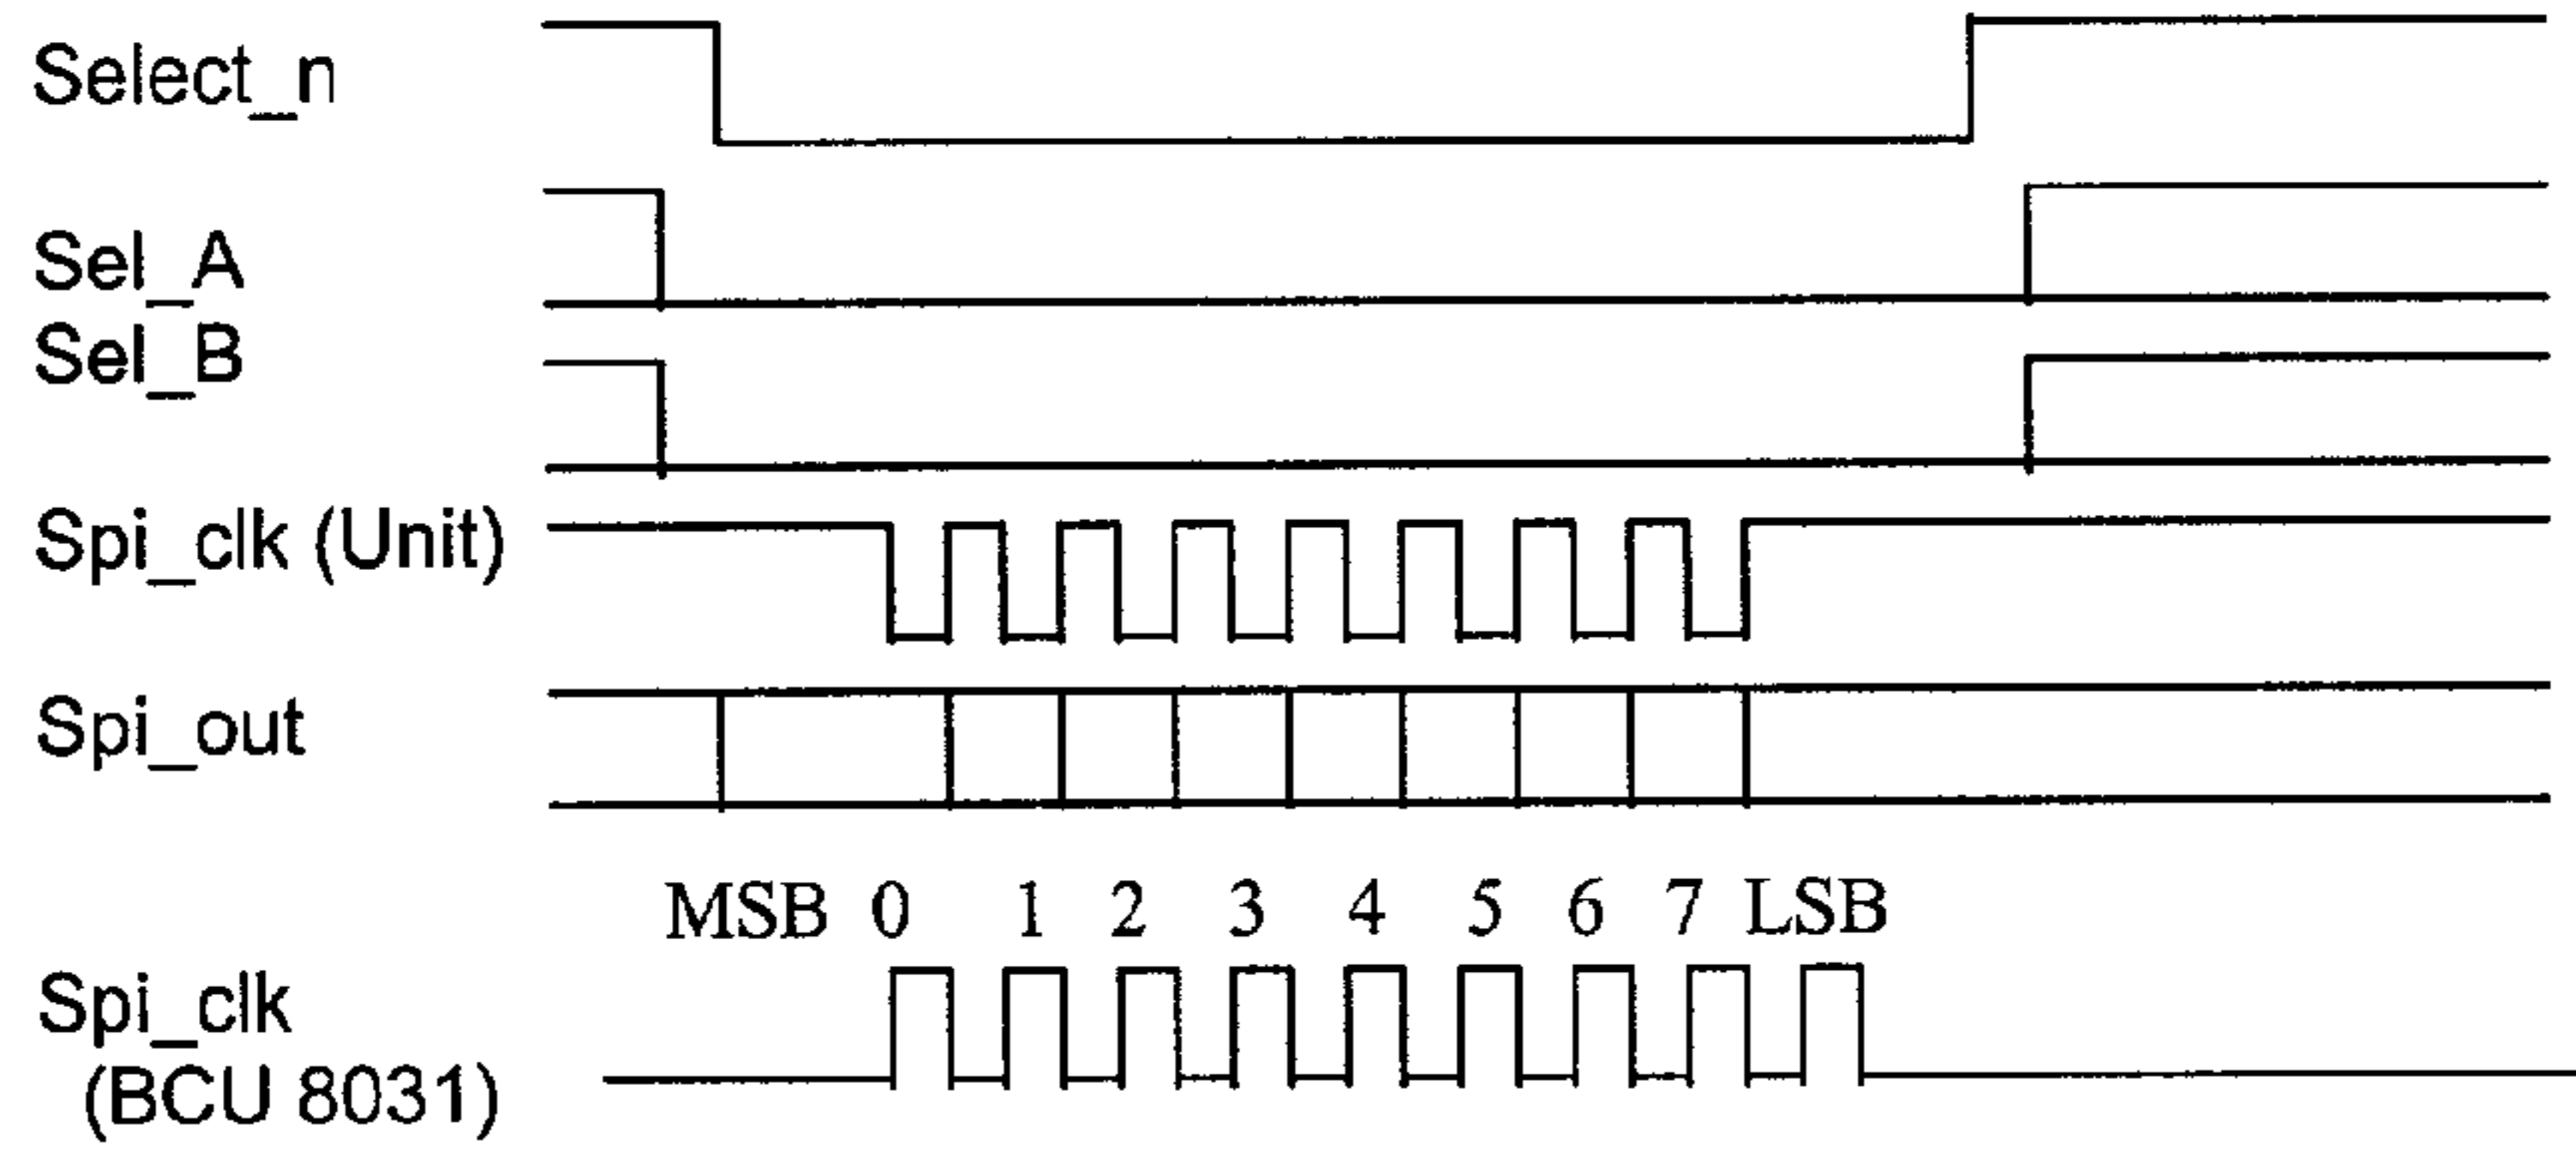 Select_n
Sel_A
Sel_B
Spi_clk (Unit)
Spi_out
MSB 0 1 2 3 4 5 6 7 LSB
Spi_clk
(BCU 8031)